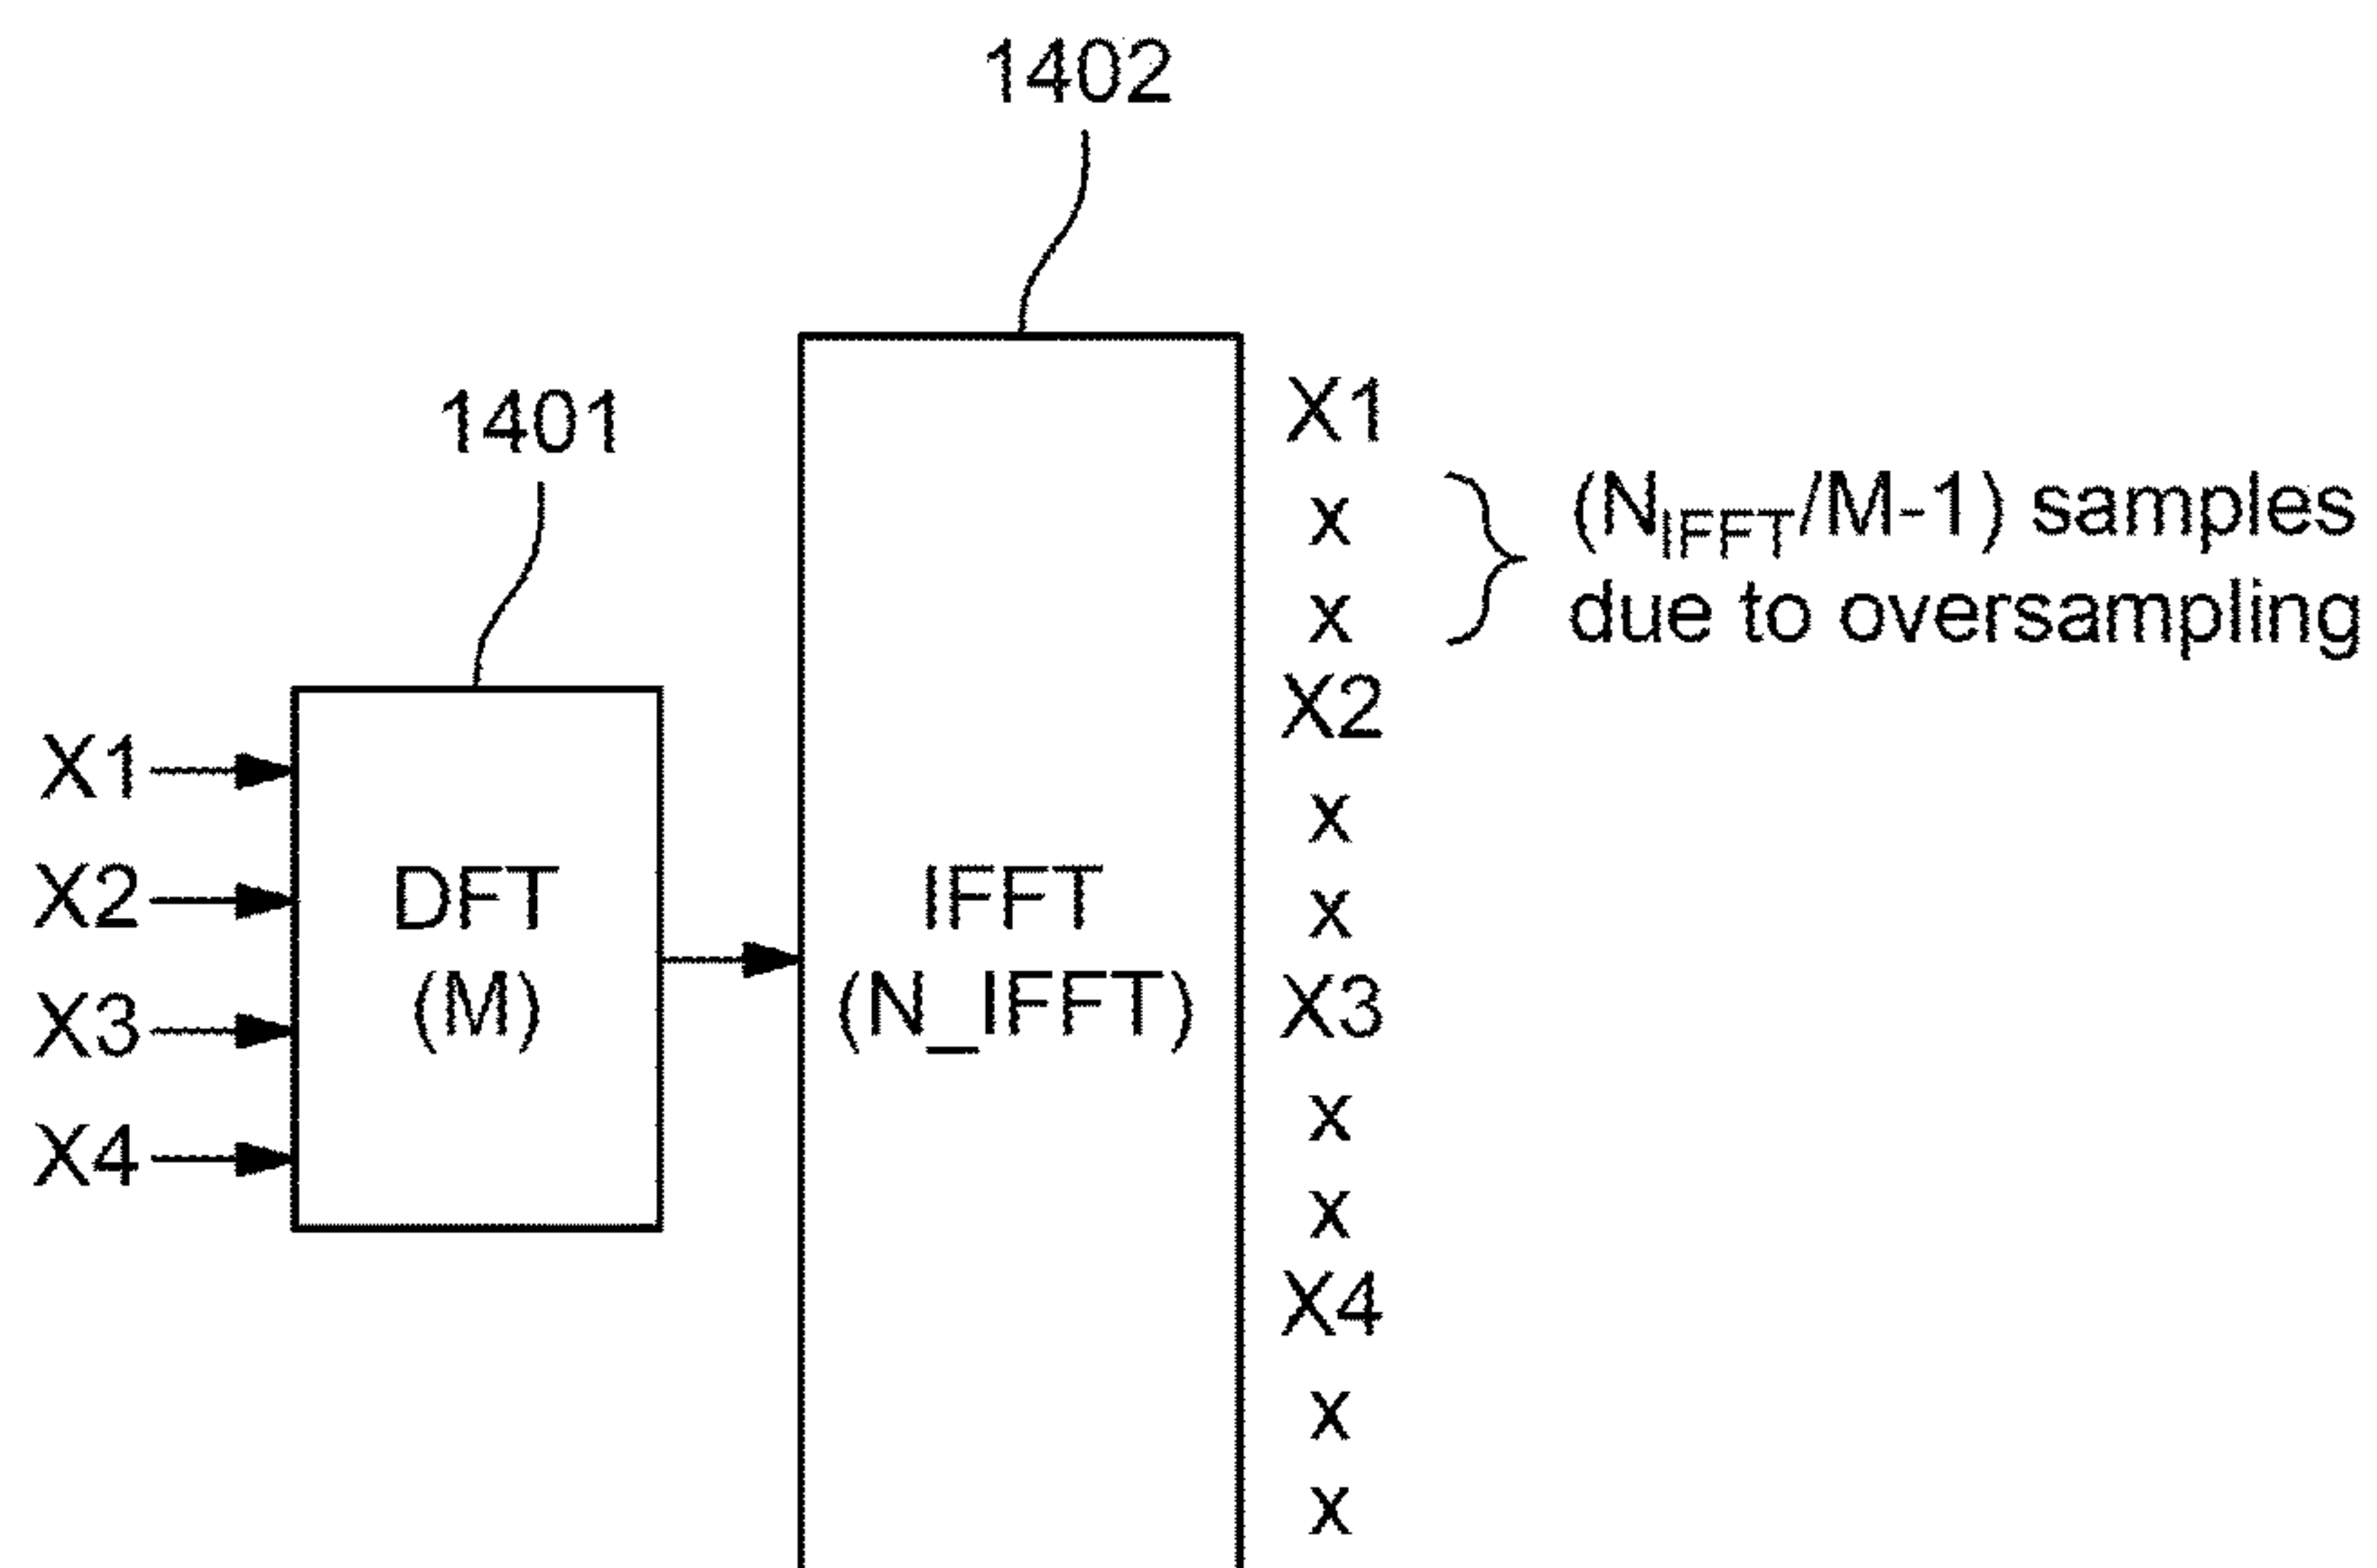 1402
1401
X1
x
(N_IFFT/M-1) samples
x
due to oversampling
X2
X1
x
X2
DFT
IFFT
x
(M)
(N_IFFT)
X3
X3
x
X4
x
X4
x
x